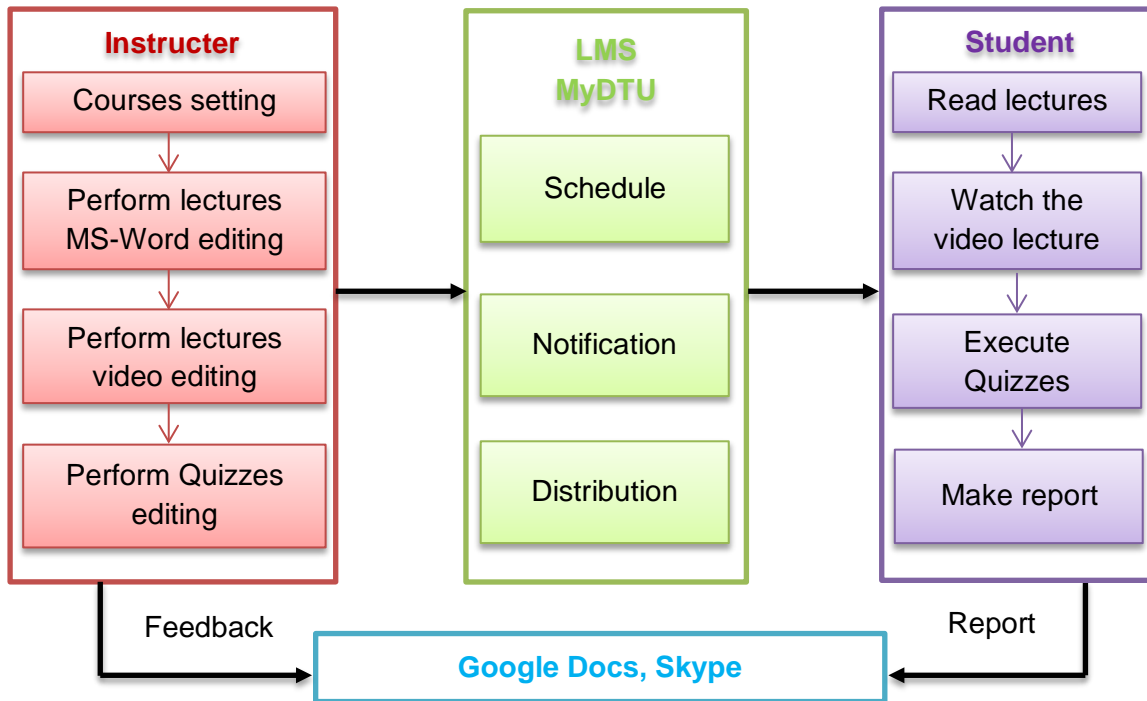 Instructer
Courses setting
Perform lectures
MS-Word editing
Perform lectures
video editing
Perform Quizzes
editing
LMS
MyDTU
Schedule
Notification
Distribution
Student
Read lectures
Watch the
video lecture
Execute
Quizzes
Make report
Feedback
Report
Google Docs, Skype